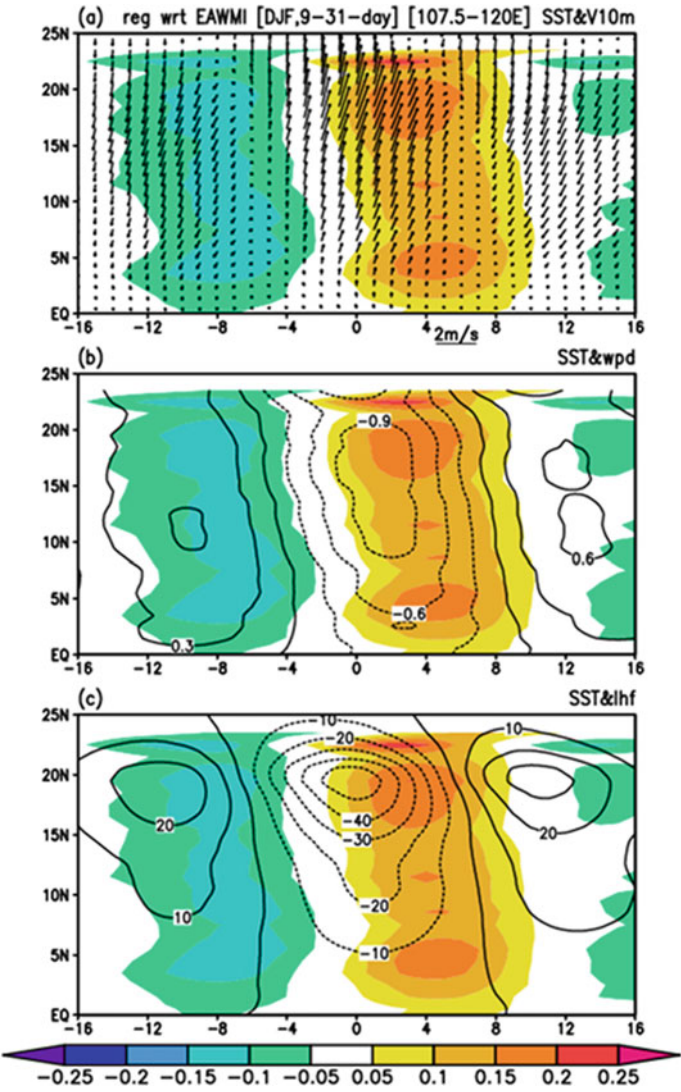 (a) reg wrt EAWMI [DJF,9-31-day] [107.5-120E] SST&V10m
25N
20N
15N
10N
5N
EQ
-16 -12 -8 -4 0 4 8 12 16
2m/s
(b) SST&wpd
25N
20N
15N
10N
5N
EQ
-0.9
-0.6
0.6
0.3
-16 -12 -8 -4 0 4 8 12 16
(c) SST&lhf
25N
20N
15N
10N
5N
EQ
-10
10
-20
20
-40
20
-30
-20
10
-10
-16 -12 -8 -4 0 4 8 12 16
-0.25 -0.2 -0.15 -0.1 -0.05 0.05 0.1 0.15 0.2 0.25